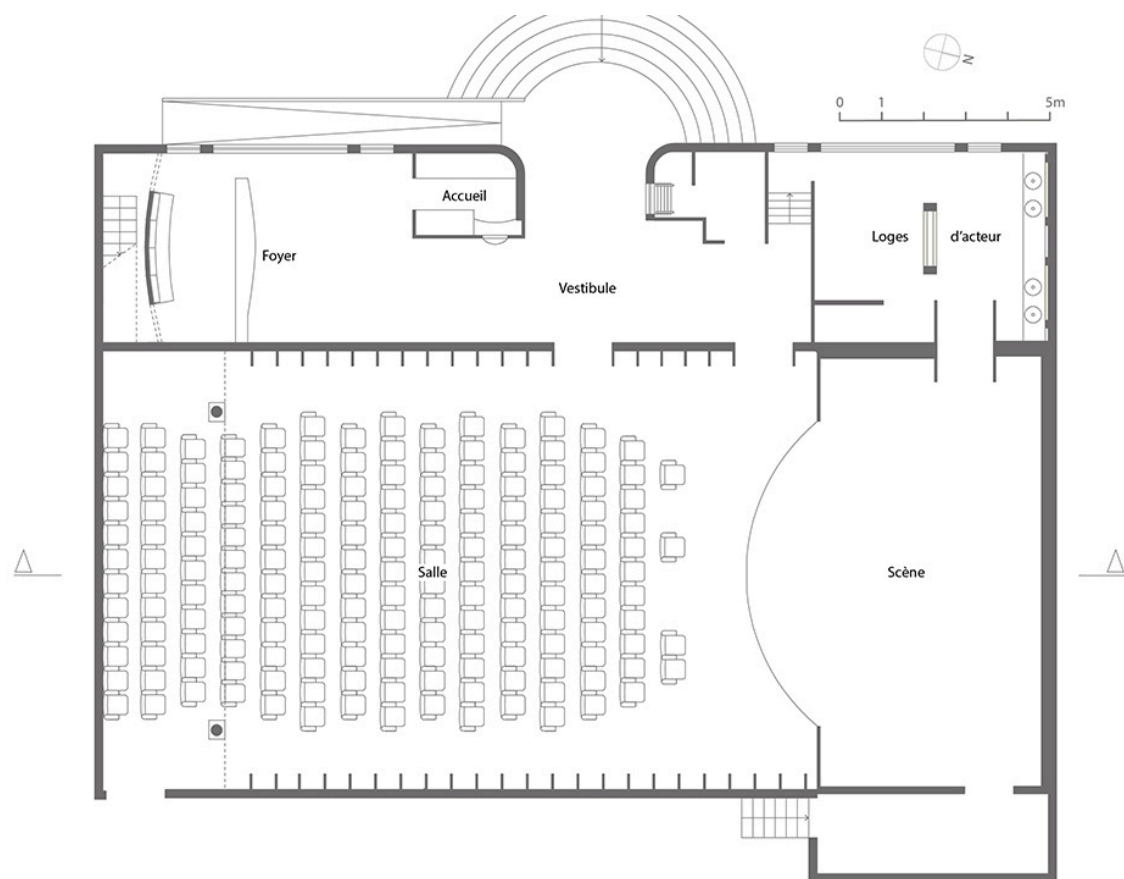 N
0 1 5m
Accueil
Loges d'acteur
Foyer
Vestibule
Salle
Scène